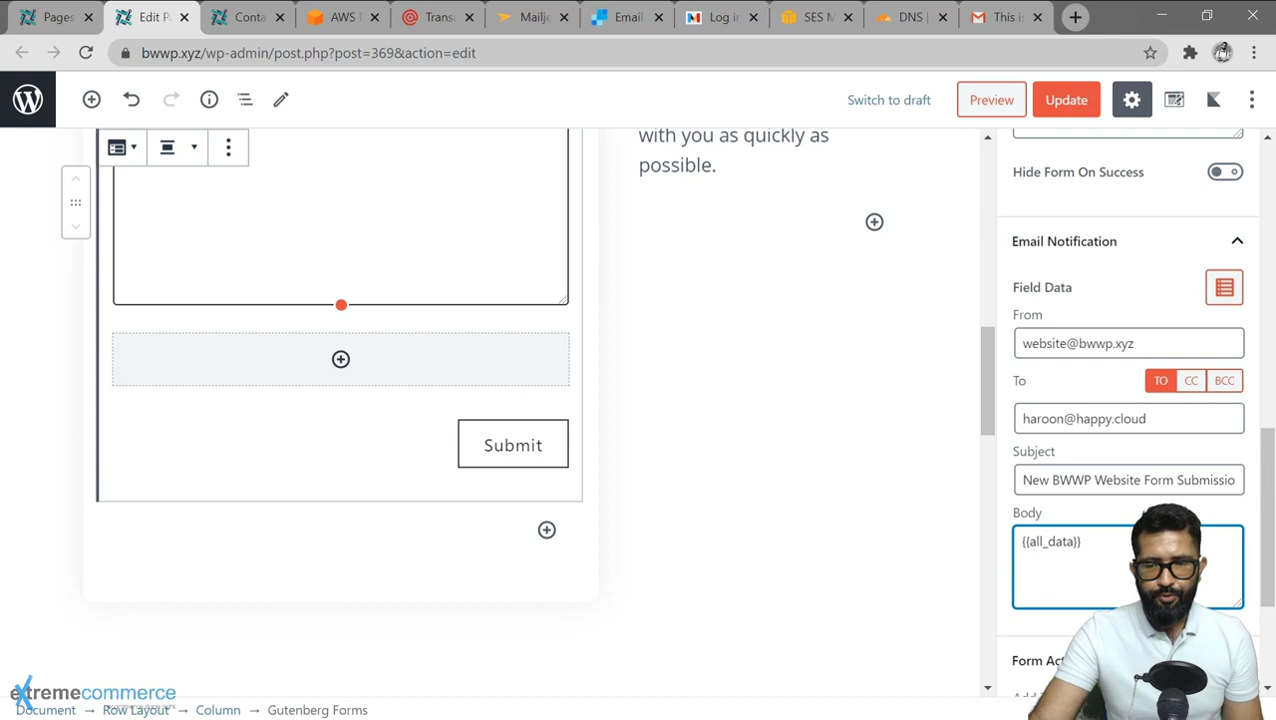 Pages
Edit P
Conta
AWS
Transa
Mailje
Email
Log i
SES M
DNS |
This is
bwwp.xyz/wp-admin/post.php?post=369&action=edit
Switch to draft
Preview
Update
with you as quickly as
possible.
Hide Form On Success
Email Notification
Field Data
From
website@bwwp.xyz
To
TO
CC
BCC
haroon@happy.cloud
Subject
New BWWP Website Form Submissio
Body
{{all_data}}
Submit
Form Act
extremecommerce
Document → Row Layout → Column → Gutenberg Forms